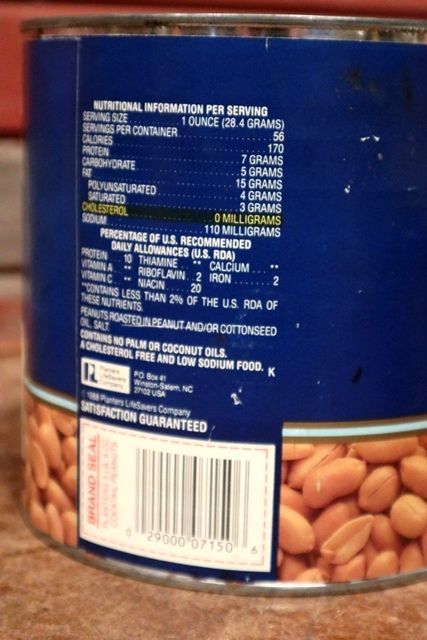 NUTRITIONAL INFORMATION PER SERVING
SERVING SIZE ........ 1 OUNCE (28.4 GRAMS)
SERVINGS PER CONTAINER ........ 56
CALORIES ........ 170
PROTEIN ........ 7 GRAMS
CARBOHYDRATE ........ 5 GRAMS
FAT ........ 15 GRAMS
POLYUNSATURATED ........ 4 GRAMS
SATURATED ........ 3 GRAMS
CHOLESTEROL ........ 0 MILLIGRAMS
SODIUM ........ 110 MILLIGRAMS
PERCENTAGE OF U.S. RECOMMENDED
DAILY ALLOWANCES (U.S. RDA)
PROTEIN 10 THIAMINE ** CALCIUM **
VITAMIN A ** RIBOFLAVIN 2 IRON 2
VITAMIN C ** NIACIN 20
**CONTAINS LESS THAN 2% OF THE U.S. RDA OF
THESE NUTRIENTS.
PEANUTS ROASTED IN PEANUT AND/OR COTTONSEED
OIL, SALT.
CONTAINS NO PALM OR COCONUT OILS.
A CHOLESTEROL FREE AND LOW SODIUM FOOD. K
Planters
LifeSavers
Company
P.O. Box 41
Winston-Salem, NC
27102 USA
© 1988 Planters LifeSavers Company
SATISFACTION GUARANTEED
BRAND SEAL
COCKTAIL PEANUTS
0 29000 07150 6